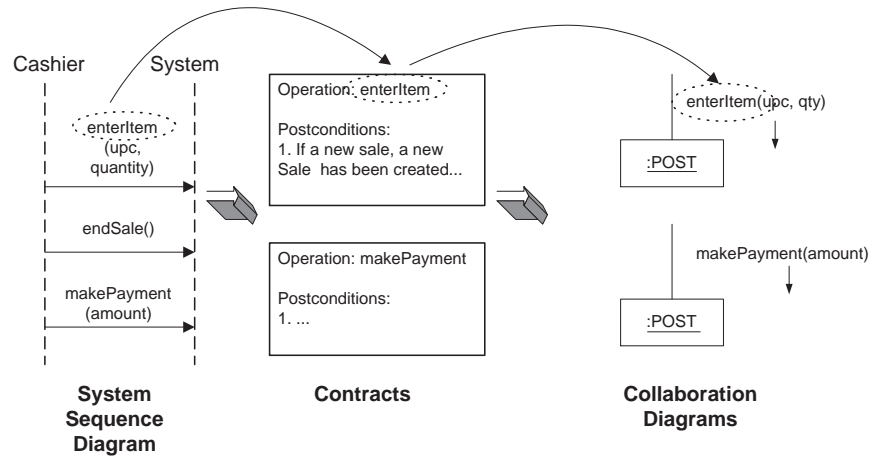 Cashier
System
enterItem
(upc,
quantity)
endSale()
makePayment
(amount)
System
Sequence
Diagram
Operation: enterItem
Postconditions:
1. If a new sale, a new
Sale has been created...
Operation: makePayment
Postconditions:
1. ...
Contracts
enterItem(upc, qty)
:POST
makePayment(amount)
:POST
Collaboration
Diagrams